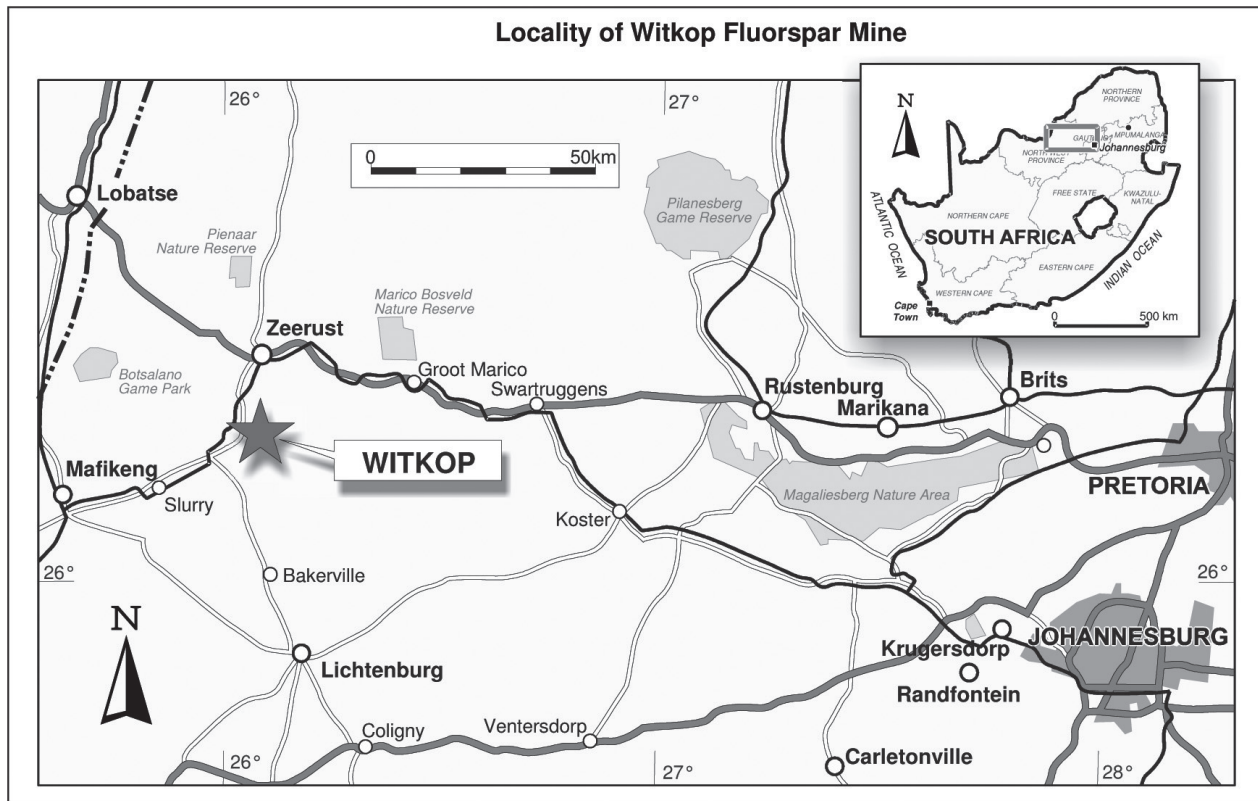 Locality of Witkop Fluorspar Mine
26°
27°
0 50km
Lobatse
Pienaar
Nature Reserve
Pilanesberg
Game Reserve
Marico Bosveld
Nature Reserve
Zeerust
Botsalano
Game Park
Groot Marico
Swartruggens
Rustenburg
Marikana
Brits
WITKOP
Mafikeng
Slurry
Koster
Magaliesberg Nature Area
PRETORIA
26°
Bakerville
26°
N
Lichtenburg
JOHANNESBURG
Krugersdorp
Randfontein
Coligny
Ventersdorp
Carletonville
26°
27°
28°
N
NORTHERN
PROVINCE
MPUMALANGA
Johannesburg
NORTH WEST
PROVINCE
FREE STATE
KWAZULU-
NATAL
NORTHERN CAPE
SOUTH AFRICA
ATLANTIC OCEAN
INDIAN OCEAN
EASTERN CAPE
WESTERN CAPE
Cape
Town
0 500 km